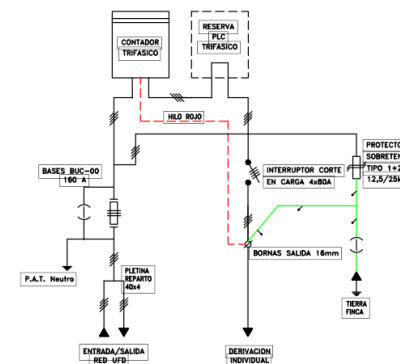 CONTADOR
TRIFASICO
RESERVA
PLC
TRIFASICO
HILO ROJO
BASES BUC-00
160 A
INTERRUPTOR CORTE
EN CARGA 4x80A
PROTECTO
SOBRETEN
TIPO 1+2
12,5/25k
BORNAS SALIDA 16mm
P.A.T. Neutro
PLETINA
REPARTO
40x4
TIERRA
FINCA
ENTRADA/SALIDA
RED UFD
DERIVACION
INDIVIDUAL